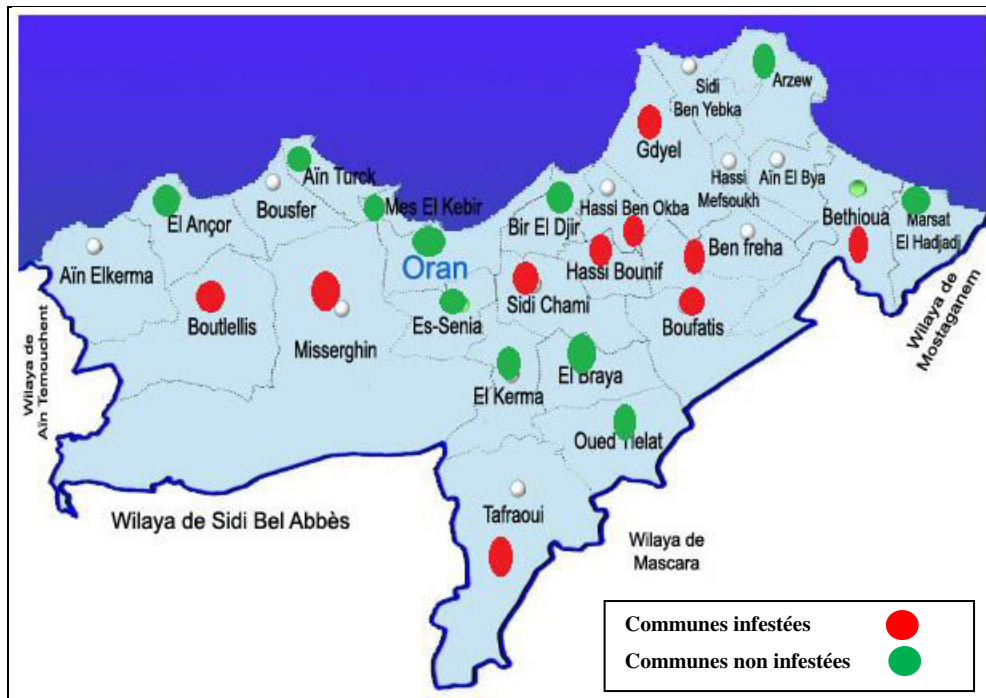 Sidi
Ben Yebka
Arzew
Gdyel
Aïn Turck
Bousfer
El Ançor
Mes El Kebir
Bir El Djir
Hassi Ben Okba
Hassi
Mefsoukh
Aïn El Bya
Bethioua
Marsat
El Hadjadj
Aïn Elkerma
Oran
Hassi Bounif
Ben freha
Boutlellis
Misserghin
Es-Senia
Sidi Chami
Boufatis
El Kerma
El Braya
Oued Tlelat
Tafraoui
Wilaya de
Aïn Temouchent
Wilaya de
Mostaganem
Wilaya de Sidi Bel Abbès
Wilaya de
Mascara
Communes infestées
Communes non infestées